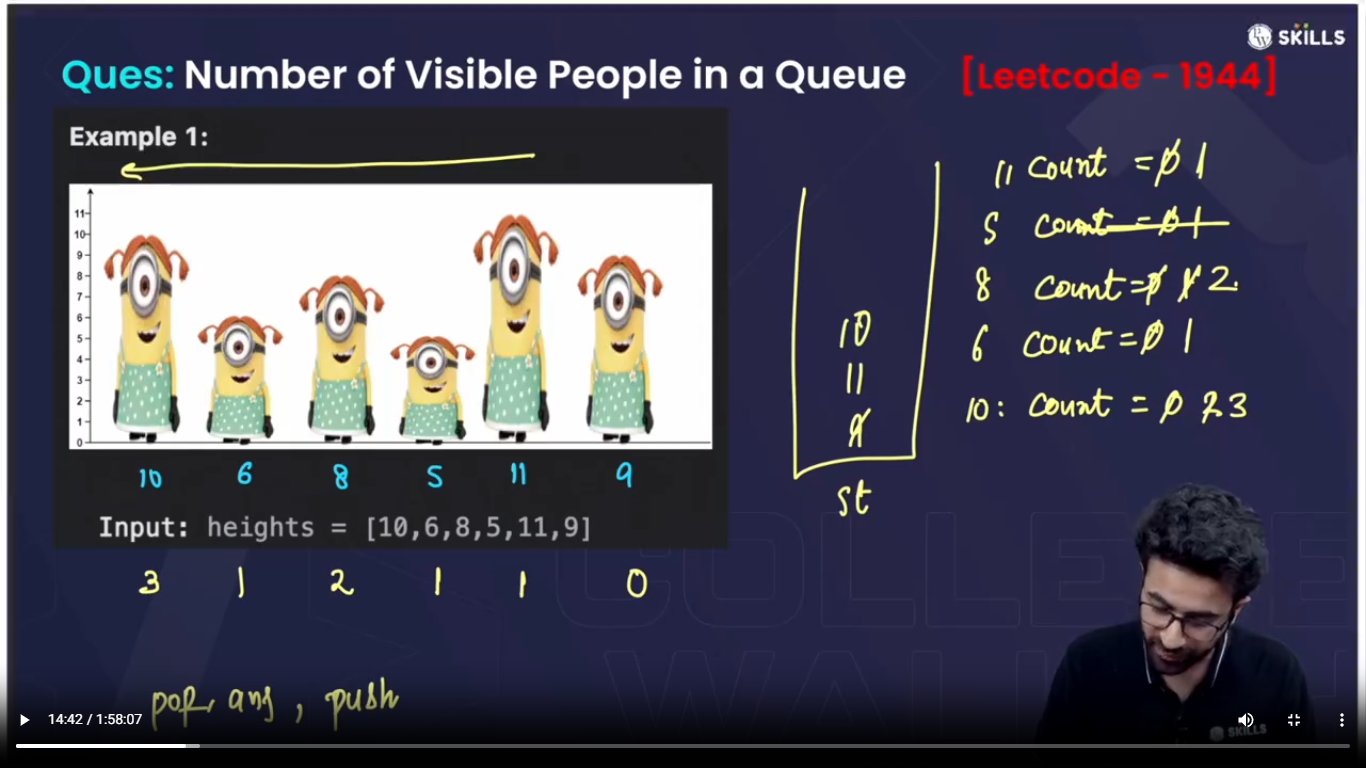 PW SKILLS
Ques: Number of Visible People in a Queue [Leetcode - 1944]
Example 1:
11
10
9
8
7
6
5
4
3
2
1
0
10 6 8 5 11 9
Input: heights = [10,6,8,5,11,9]
3 1 2 1 1 0
pop, ans, push
10
11
9
st
11 count = 0 1
5 count = 0 1
8 count = 0 1 2.
6 count = 0 1
10: count = 0 2 3
COLLEGE
WALLAH
SKILLS
14:42 / 1:58:07